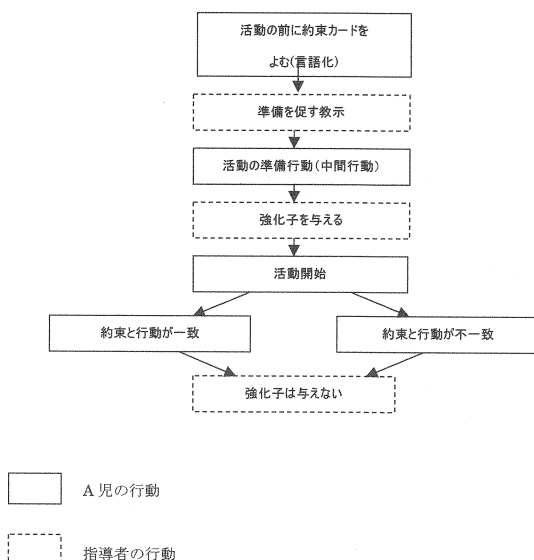 活動の前に約束カードを
よむ(言語化)
準備を促す教示
活動の準備行動(中間行動)
強化子を与える
活動開始
約束と行動が一致
約束と行動が不一致
強化子は与えない
A児の行動
指導者の行動